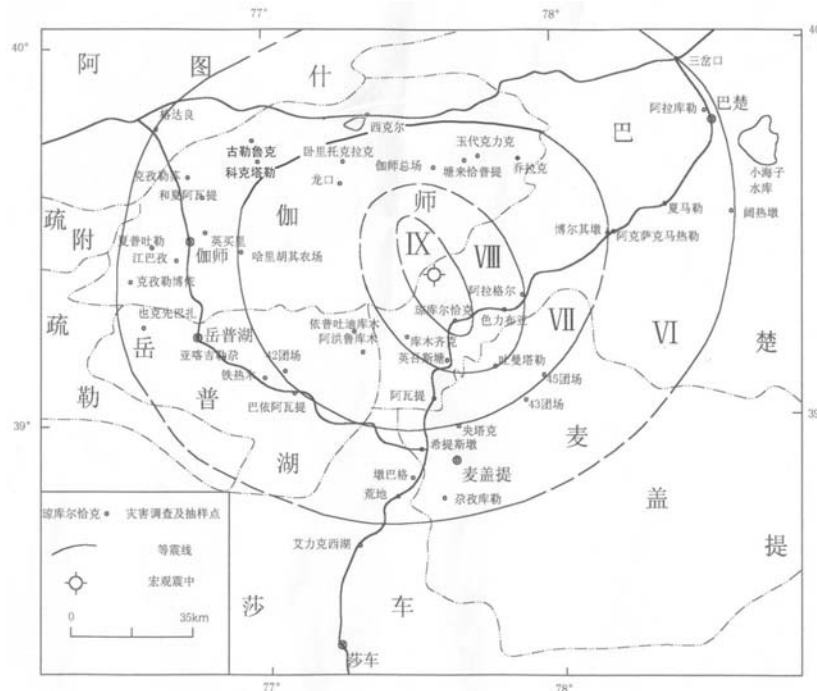 77°
78°
40°
40°
阿
图
什
三岔口
巴楚
阿拉库勒
格达良
西克尔
巴
古勒鲁克
科克塔勒
卧里托克拉克
玉代克力克
伽师总场
塘来恰普提
乔拉克
小海子
水库
克孜勒苏
和夏阿瓦提
龙口
伽
师
夏马勒
阔热墩
疏
附
夏普吐勒
英买里
伽师
江巴孜
哈里胡其农场
IX
VIII
博尔其墩
阿克萨克马热勒
克孜勒博依
阿拉格尔
琼库尔恰克
色力布亚
VII
VI
疏
也克先巴扎
岳
岳普湖
依普吐迪库木
阿洪鲁库木
库木齐克
英吾斯塘
吐曼塔勒
楚
亚喀吉勒尕
42团场
铁热木
45团场
43团场
勒
普
巴依阿瓦提
阿瓦提
39°
39°
夹塔克
麦
湖
希提斯墩
麦盖提
墩巴格
荒地
尕孜库勒
盖
琼库尔恰克
灾害调查及抽样点
等震线
艾力克西湖
提
宏观震中
0
35km
莎
车
莎车
77°
78°